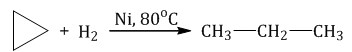 + H₂ Ni, 80°C CH₃—CH₂—CH₃